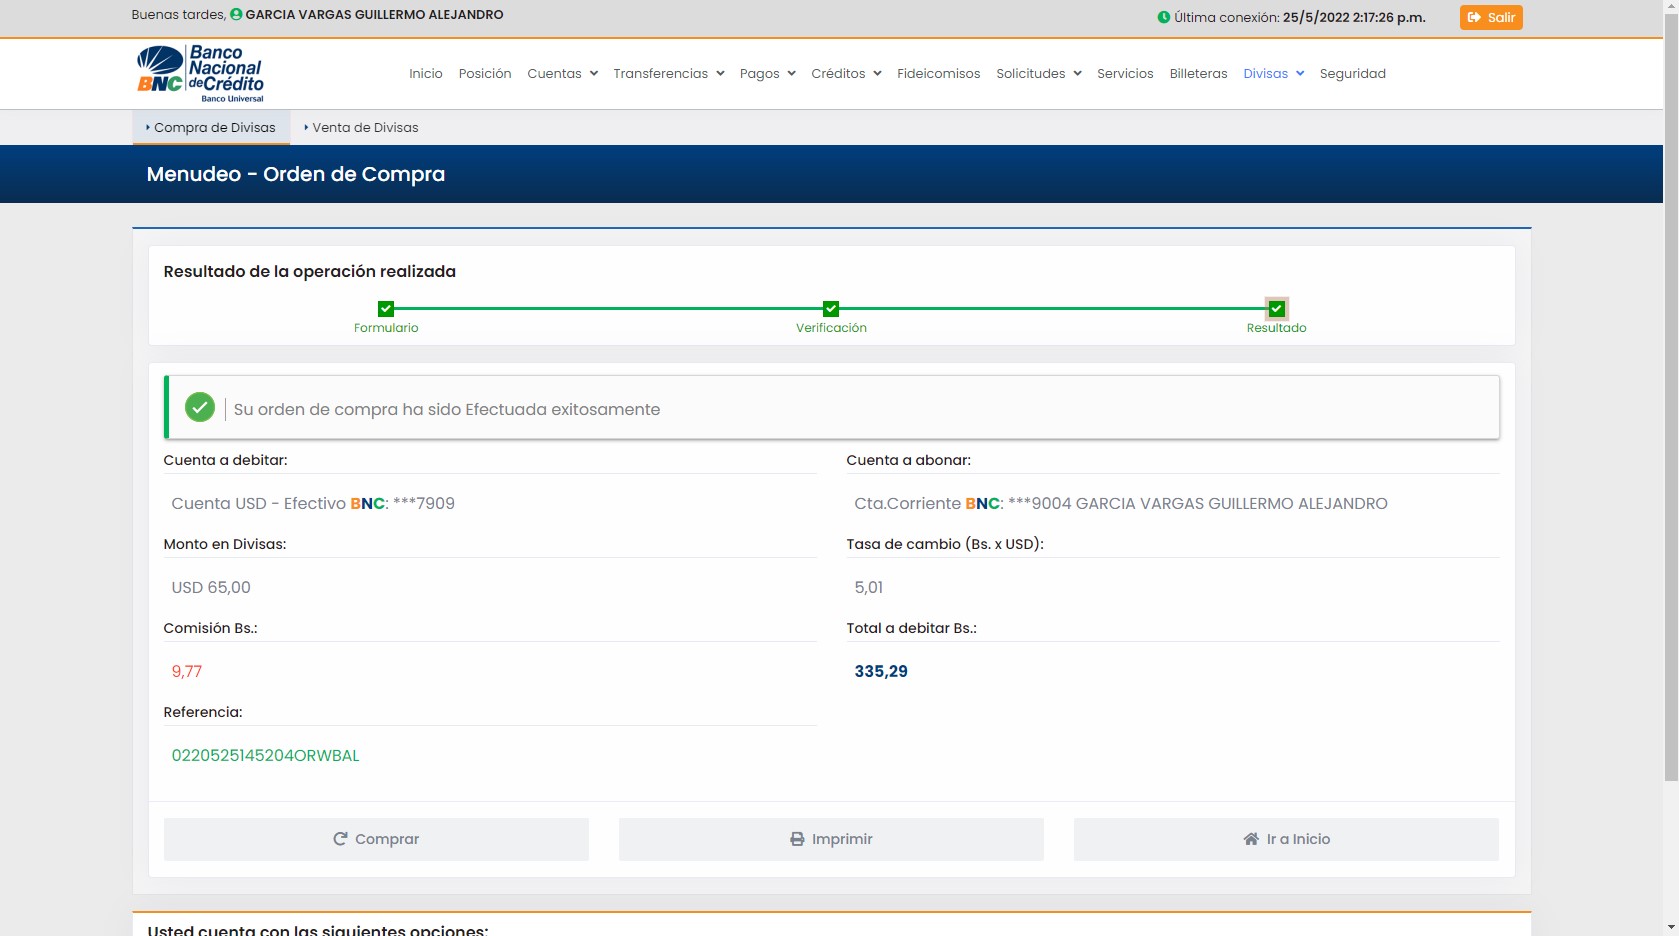 Buenas tardes, GARCIA VARGAS GUILLERMO ALEJANDRO
Última conexión: 25/5/2022 2:17:26 p.m.
Salir
Banco
Nacional
de Crédito
BNC
Banco Universal
Inicio Posición Cuentas Transferencias Pagos Créditos Fideicomisos Solicitudes Servicios Billeteras Divisas Seguridad
Compra de Divisas Venta de Divisas
Menudeo - Orden de Compra
Resultado de la operación realizada
Formulario Verificación Resultado
Su orden de compra ha sido Efectuada exitosamente
Cuenta a debitar: Cuenta a abonar:
Cuenta USD - Efectivo BNC: ***7909 Cta.Corriente BNC: ***9004 GARCIA VARGAS GUILLERMO ALEJANDRO
Monto en Divisas: Tasa de cambio (Bs. x USD):
USD 65,00 5,01
Comisión Bs.: Total a debitar Bs.:
9,77 335,29
Referencia:
0220525145204ORWBAL
Comprar Imprimir Ir a Inicio
Usted cuenta con las siguientes opciones: